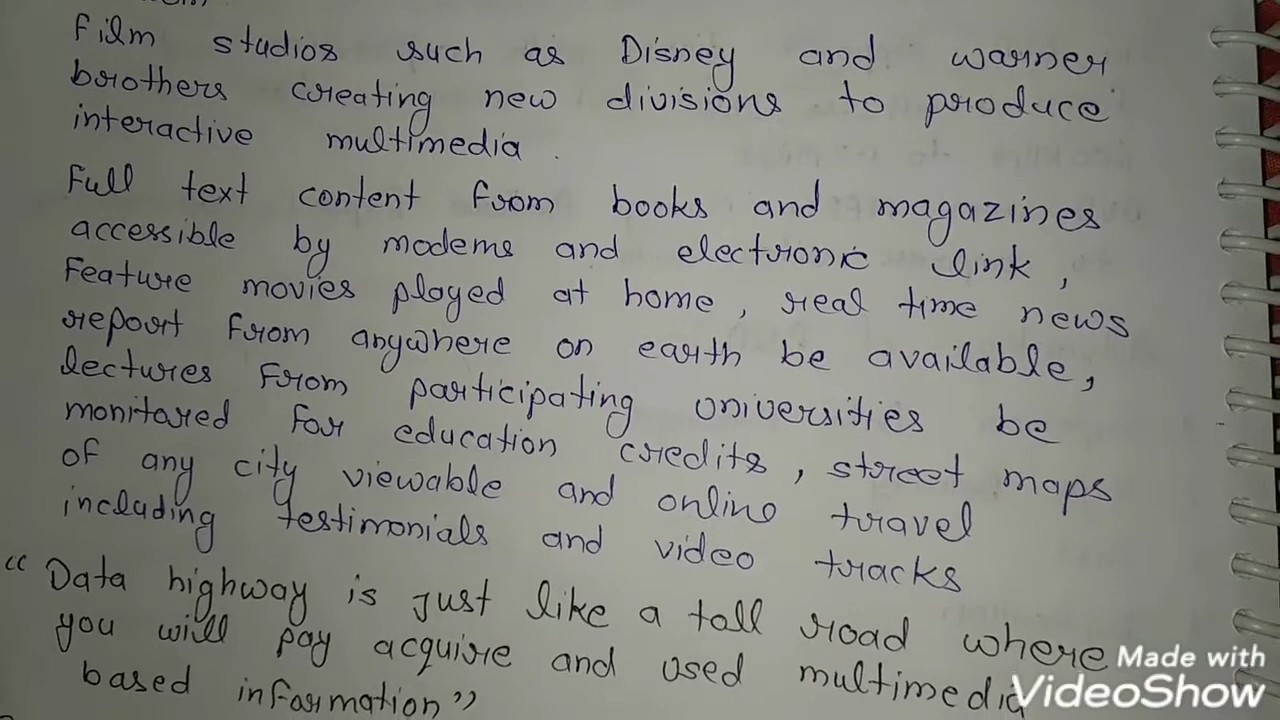 Film studios such as Disney and warner
brothers creating new divisions to produce
interactive multimedia.
Full text content from books and magazines
accessible by modems and electronic link,
Feature movies played at home, real time news
report from anywhere on earth be available,
lectures from participating universities be
monitared for education credits, street maps
of any city viewable and online travel
including testimonials and video tracks
"Data highway is just like a tall road where
you will pay acquire and used multimedia
based information"
Made with
VideoShow